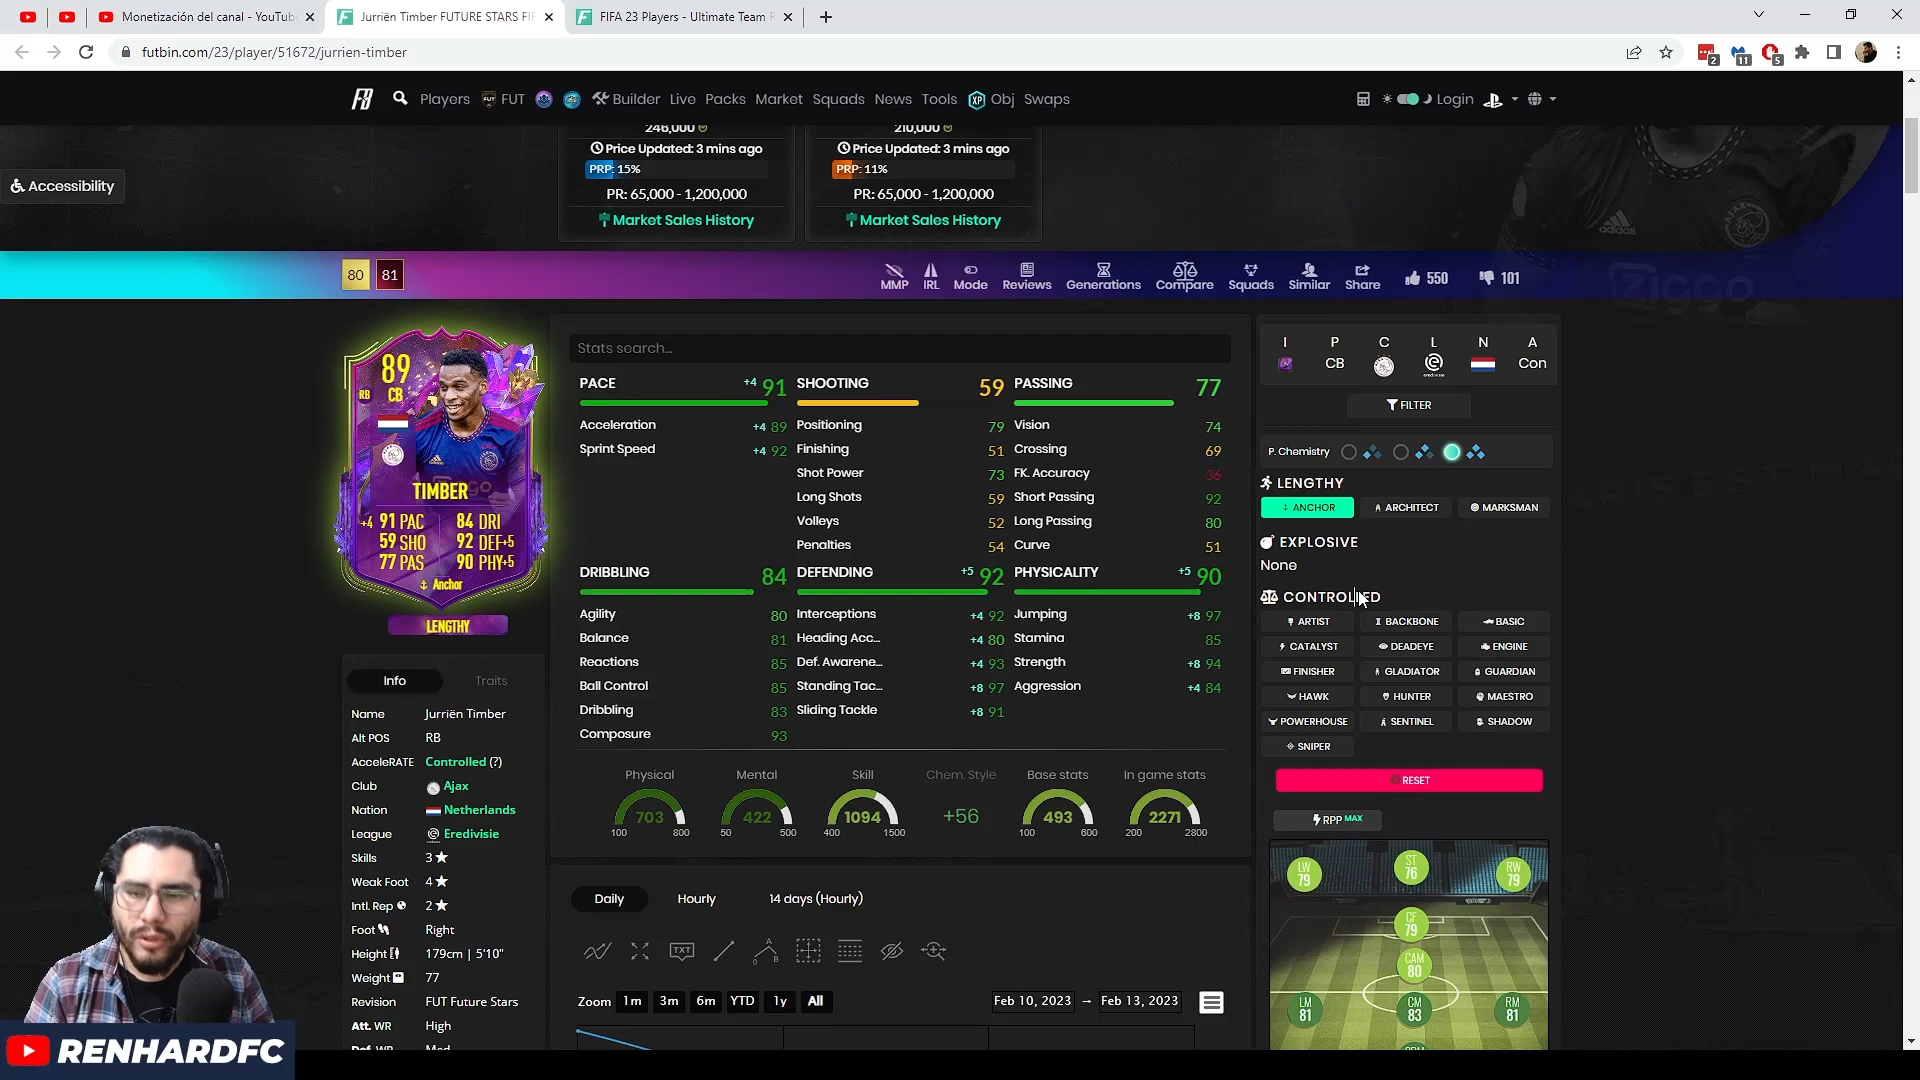 Monetización del canal - YouTub
Jurriën Timber FUTURE STARS FI
FIFA 23 Players - Ultimate Team
futbin.com/23/player/51672/jurrien-timber
2
11
5
Players
FUT
Builder
Live
Packs
Market
Squads
News
Tools
XP Obj
Swaps
Login
Accessibility
246,000
Price Updated: 3 mins ago
PRP: 15%
PR: 65,000 - 1,200,000
Market Sales History
210,000
Price Updated: 3 mins ago
PRP: 11%
PR: 65,000 - 1,200,000
Market Sales History
adidas
Ziggo
80
81
MMP
IRL
Mode
Reviews
Generations
Compare
Squads
Similar
Share
550
101
89
RB CB
TIMBER
+4 91 PAC 84 DRI
59 SHO 92 DEF+5
77 PAS 90 PHY+5
Anchor
LENGTHY
Stats search...
PACE +4 91
Acceleration +4 89
Sprint Speed +4 92
SHOOTING 59
Positioning 79
Finishing 51
Shot Power 73
Long Shots 59
Volleys 52
Penalties 54
PASSING 77
Vision 74
Crossing 69
FK. Accuracy 36
Short Passing 92
Long Passing 80
Curve 51
DRIBBLING 84
Agility 80
Balance 81
Reactions 85
Ball Control 85
Dribbling 83
Composure 93
DEFENDING +5 92
Interceptions +4 92
Heading Acc... +4 80
Def. Awarene... +4 93
Standing Tac... +8 97
Sliding Tackle +8 91
PHYSICALITY +5 90
Jumping +8 97
Stamina 85
Strength +8 94
Aggression +4 84
Physical
703
100 800
Mental
422
50 500
Skill
1094
400 1500
Chem. Style
+56
Base stats
493
100 600
In game stats
2271
200 2800
I P C L N A
CB Con
FILTER
P. Chemistry
LENGTHY
ANCHOR ARCHITECT MARKSMAN
EXPLOSIVE
None
CONTROLLED
ARTIST BACKBONE BASIC
CATALYST DEADEYE ENGINE
FINISHER GLADIATOR GUARDIAN
HAWK HUNTER MAESTRO
POWERHOUSE SENTINEL SHADOW
SNIPER
RESET
RPP MAX
LW 79
ST 76
RW 79
CF 79
CAM 80
LM 81
CM 83
RM 81
Info
Traits
Name Jurriën Timber
Alt POS RB
AcceleRATE Controlled (?)
Club Ajax
Nation Netherlands
League Eredivisie
Skills 3
Weak Foot 4
Intl. Rep 2
Foot Right
Height 179cm | 5'10"
Weight 77
Revision FUT Future Stars
Att. WR High
Def. WR Med
Daily
Hourly
14 days (Hourly)
TXT
Zoom 1m 3m 6m YTD 1y All
Feb 10, 2023 → Feb 13, 2023
RENHARDFC